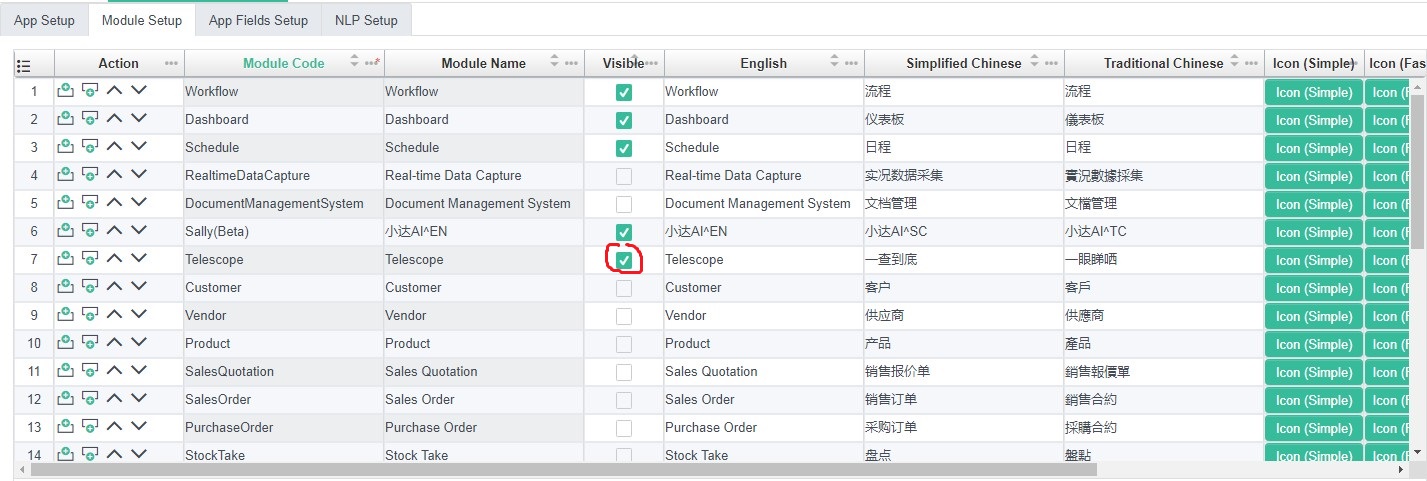 App Setup Module Setup App Fields Setup NLP Setup
Action Module Code Module Name Visible English Simplified Chinese Traditional Chinese Icon (Simple) Icon (Fas
1 Workflow Workflow Workflow 流程 流程 Icon (Simple) Icon (F
2 Dashboard Dashboard Dashboard 仪表板 儀表板 Icon (Simple) Icon (F
3 Schedule Schedule Schedule 日程 日程 Icon (Simple) Icon (F
4 RealtimeDataCapture Real-time Data Capture Real-time Data Capture 实况数据采集 實況數據採集 Icon (Simple) Icon (F
5 DocumentManagementSystem Document Management System Document Management System 文档管理 文檔管理 Icon (Simple) Icon (F
6 Sally(Beta) 小达AI^EN 小达AI^EN 小达AI^SC 小达AI^TC Icon (Simple) Icon (F
7 Telescope Telescope Telescope 一查到底 一眼睇哂 Icon (Simple) Icon (F
8 Customer Customer Customer 客户 客戶 Icon (Simple) Icon (F
9 Vendor Vendor Vendor 供应商 供應商 Icon (Simple) Icon (F
10 Product Product Product 产品 產品 Icon (Simple) Icon (F
11 SalesQuotation Sales Quotation Sales Quotation 销售报价单 銷售報價單 Icon (Simple) Icon (F
12 SalesOrder Sales Order Sales Order 销售订单 銷售合約 Icon (Simple) Icon (F
13 PurchaseOrder Purchase Order Purchase Order 采购订单 採購合約 Icon (Simple) Icon (F
14 StockTake Stock Take Stock Take 盘点 盤點 Icon (Simple) Icon (F